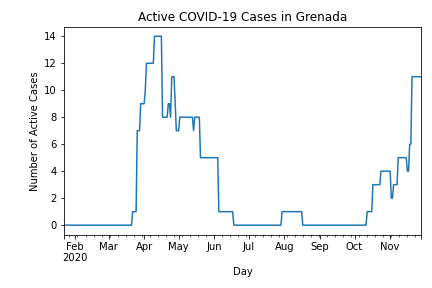 Active COVID-19 Cases in Grenada
Number of Active Cases
14
12
10
8
6
4
2
0
Feb Mar Apr May Jun Jul Aug Sep Oct Nov
2020
Day